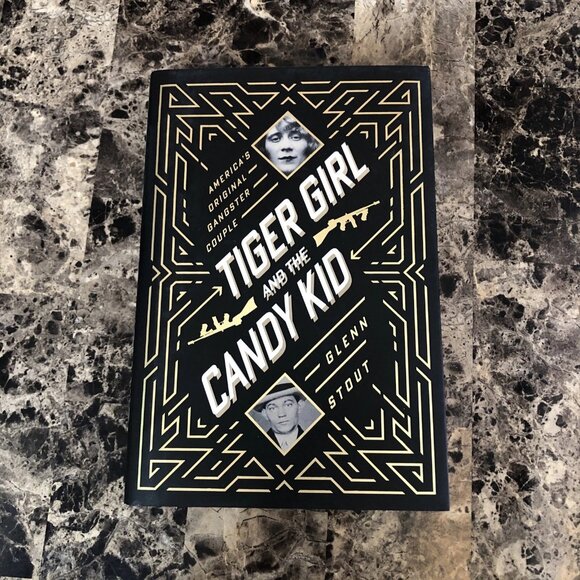 AMERICA'S
ORIGINAL
GANGSTER
COUPLE
TIGER GIRL
AND THE
CANDY KID
GLENN
STOUT